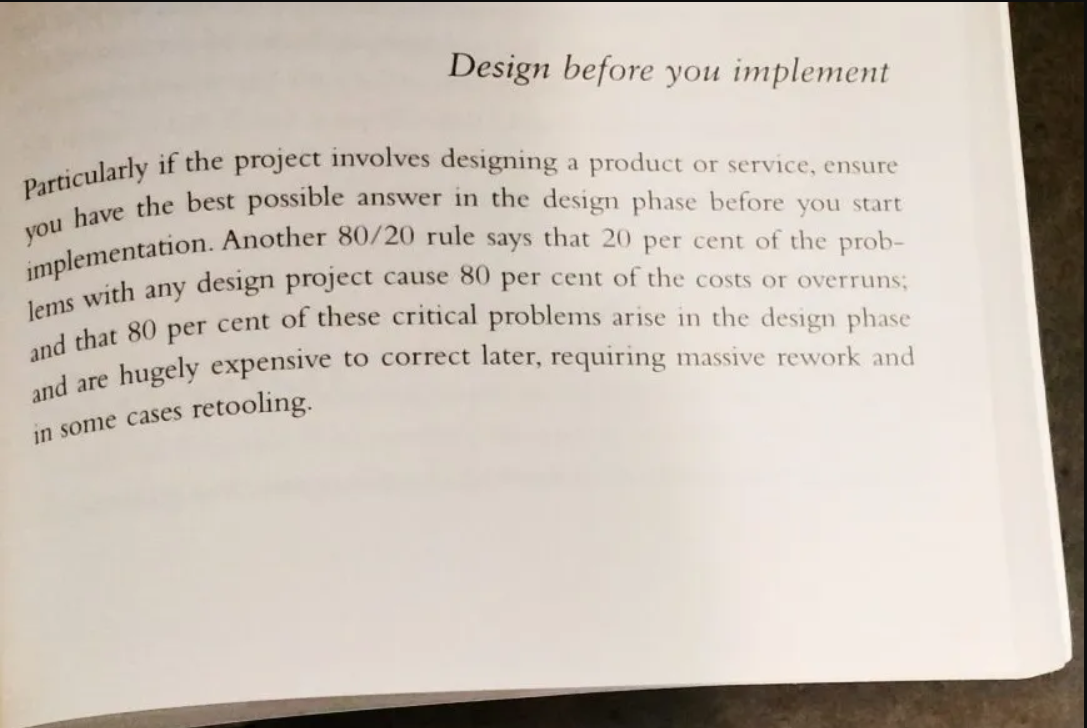 Design before you implement
Particularly if the project involves designing a product or service, ensure
you have the best possible answer in the design phase before you start
implementation. Another 80/20 rule says that 20 per cent of the prob-
lems with any design project cause 80 per cent of the costs or overruns;
and that 80 per cent of these critical problems arise in the design phase
and are hugely expensive to correct later, requiring massive rework and
in some cases retooling.